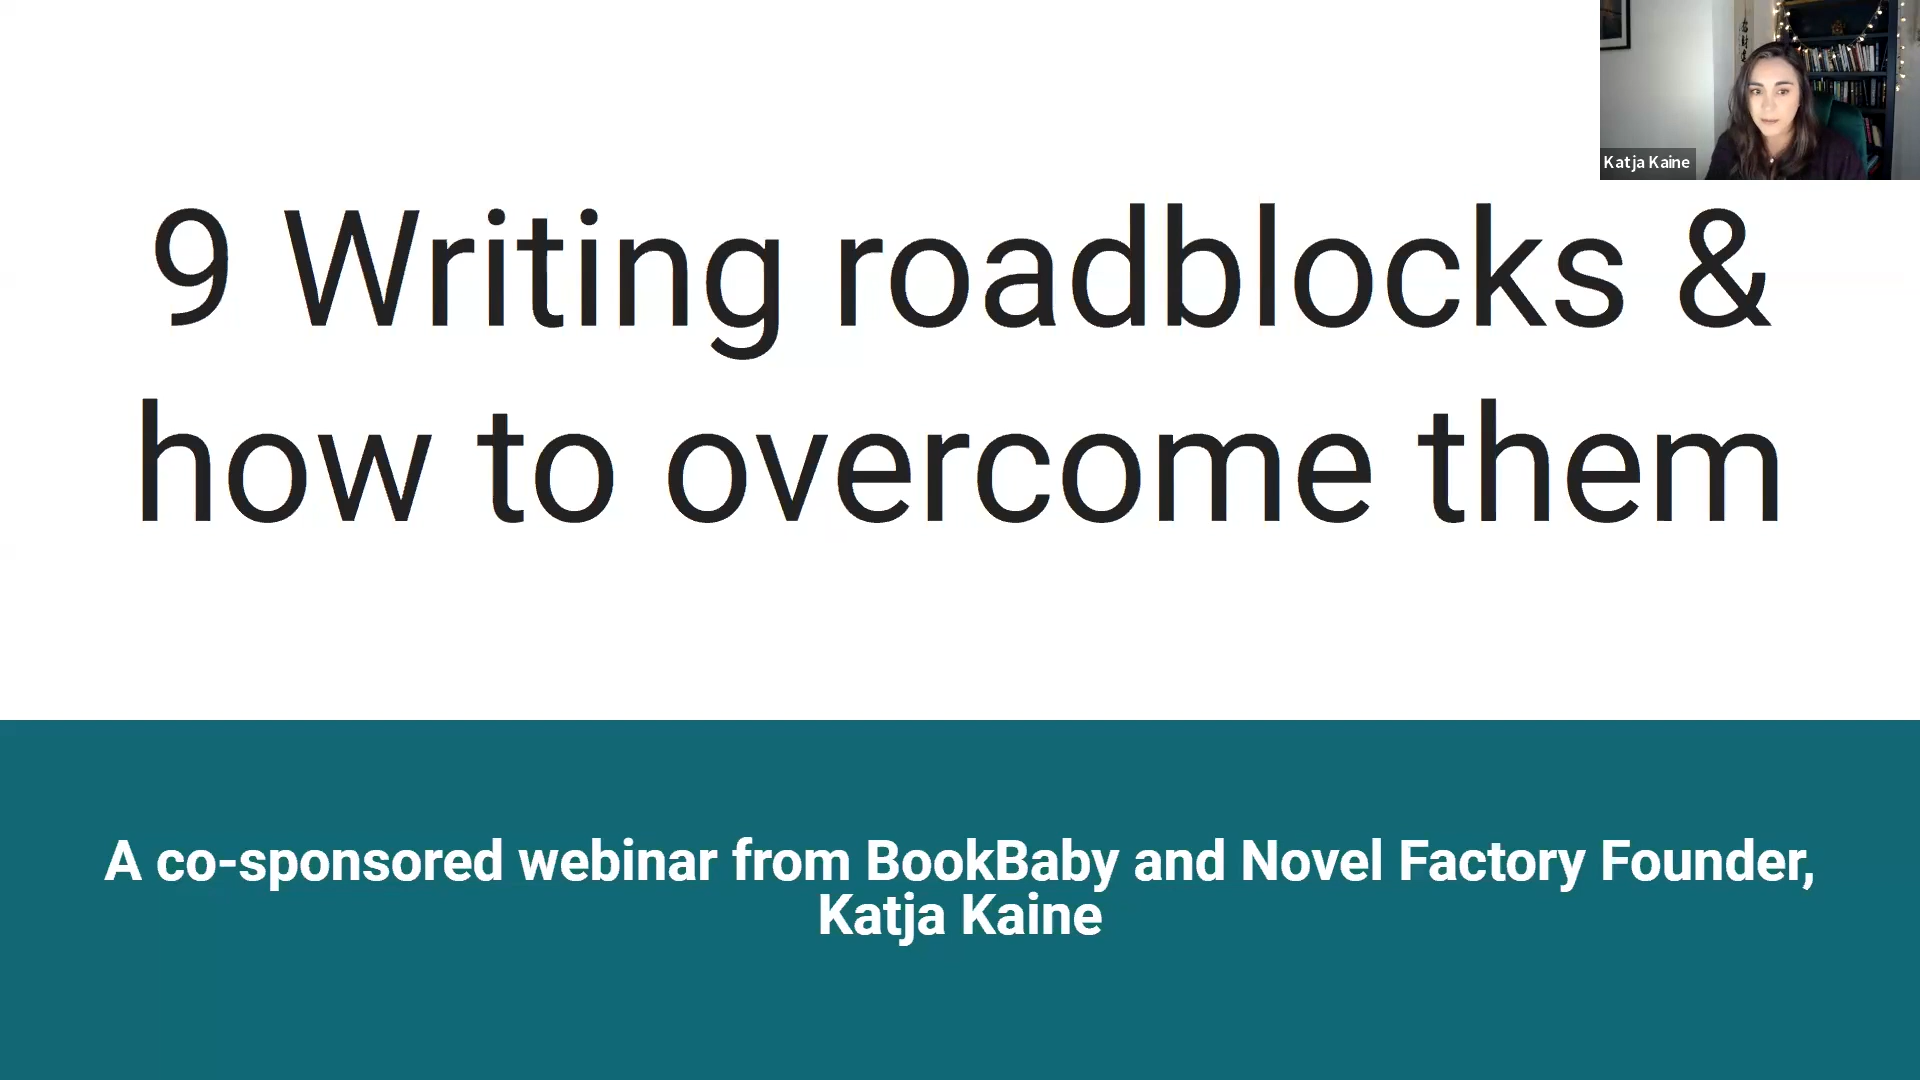 Katja Kaine
9 Writing roadblocks &
how to overcome them
A co-sponsored webinar from BookBaby and Novel Factory Founder,
Katja Kaine